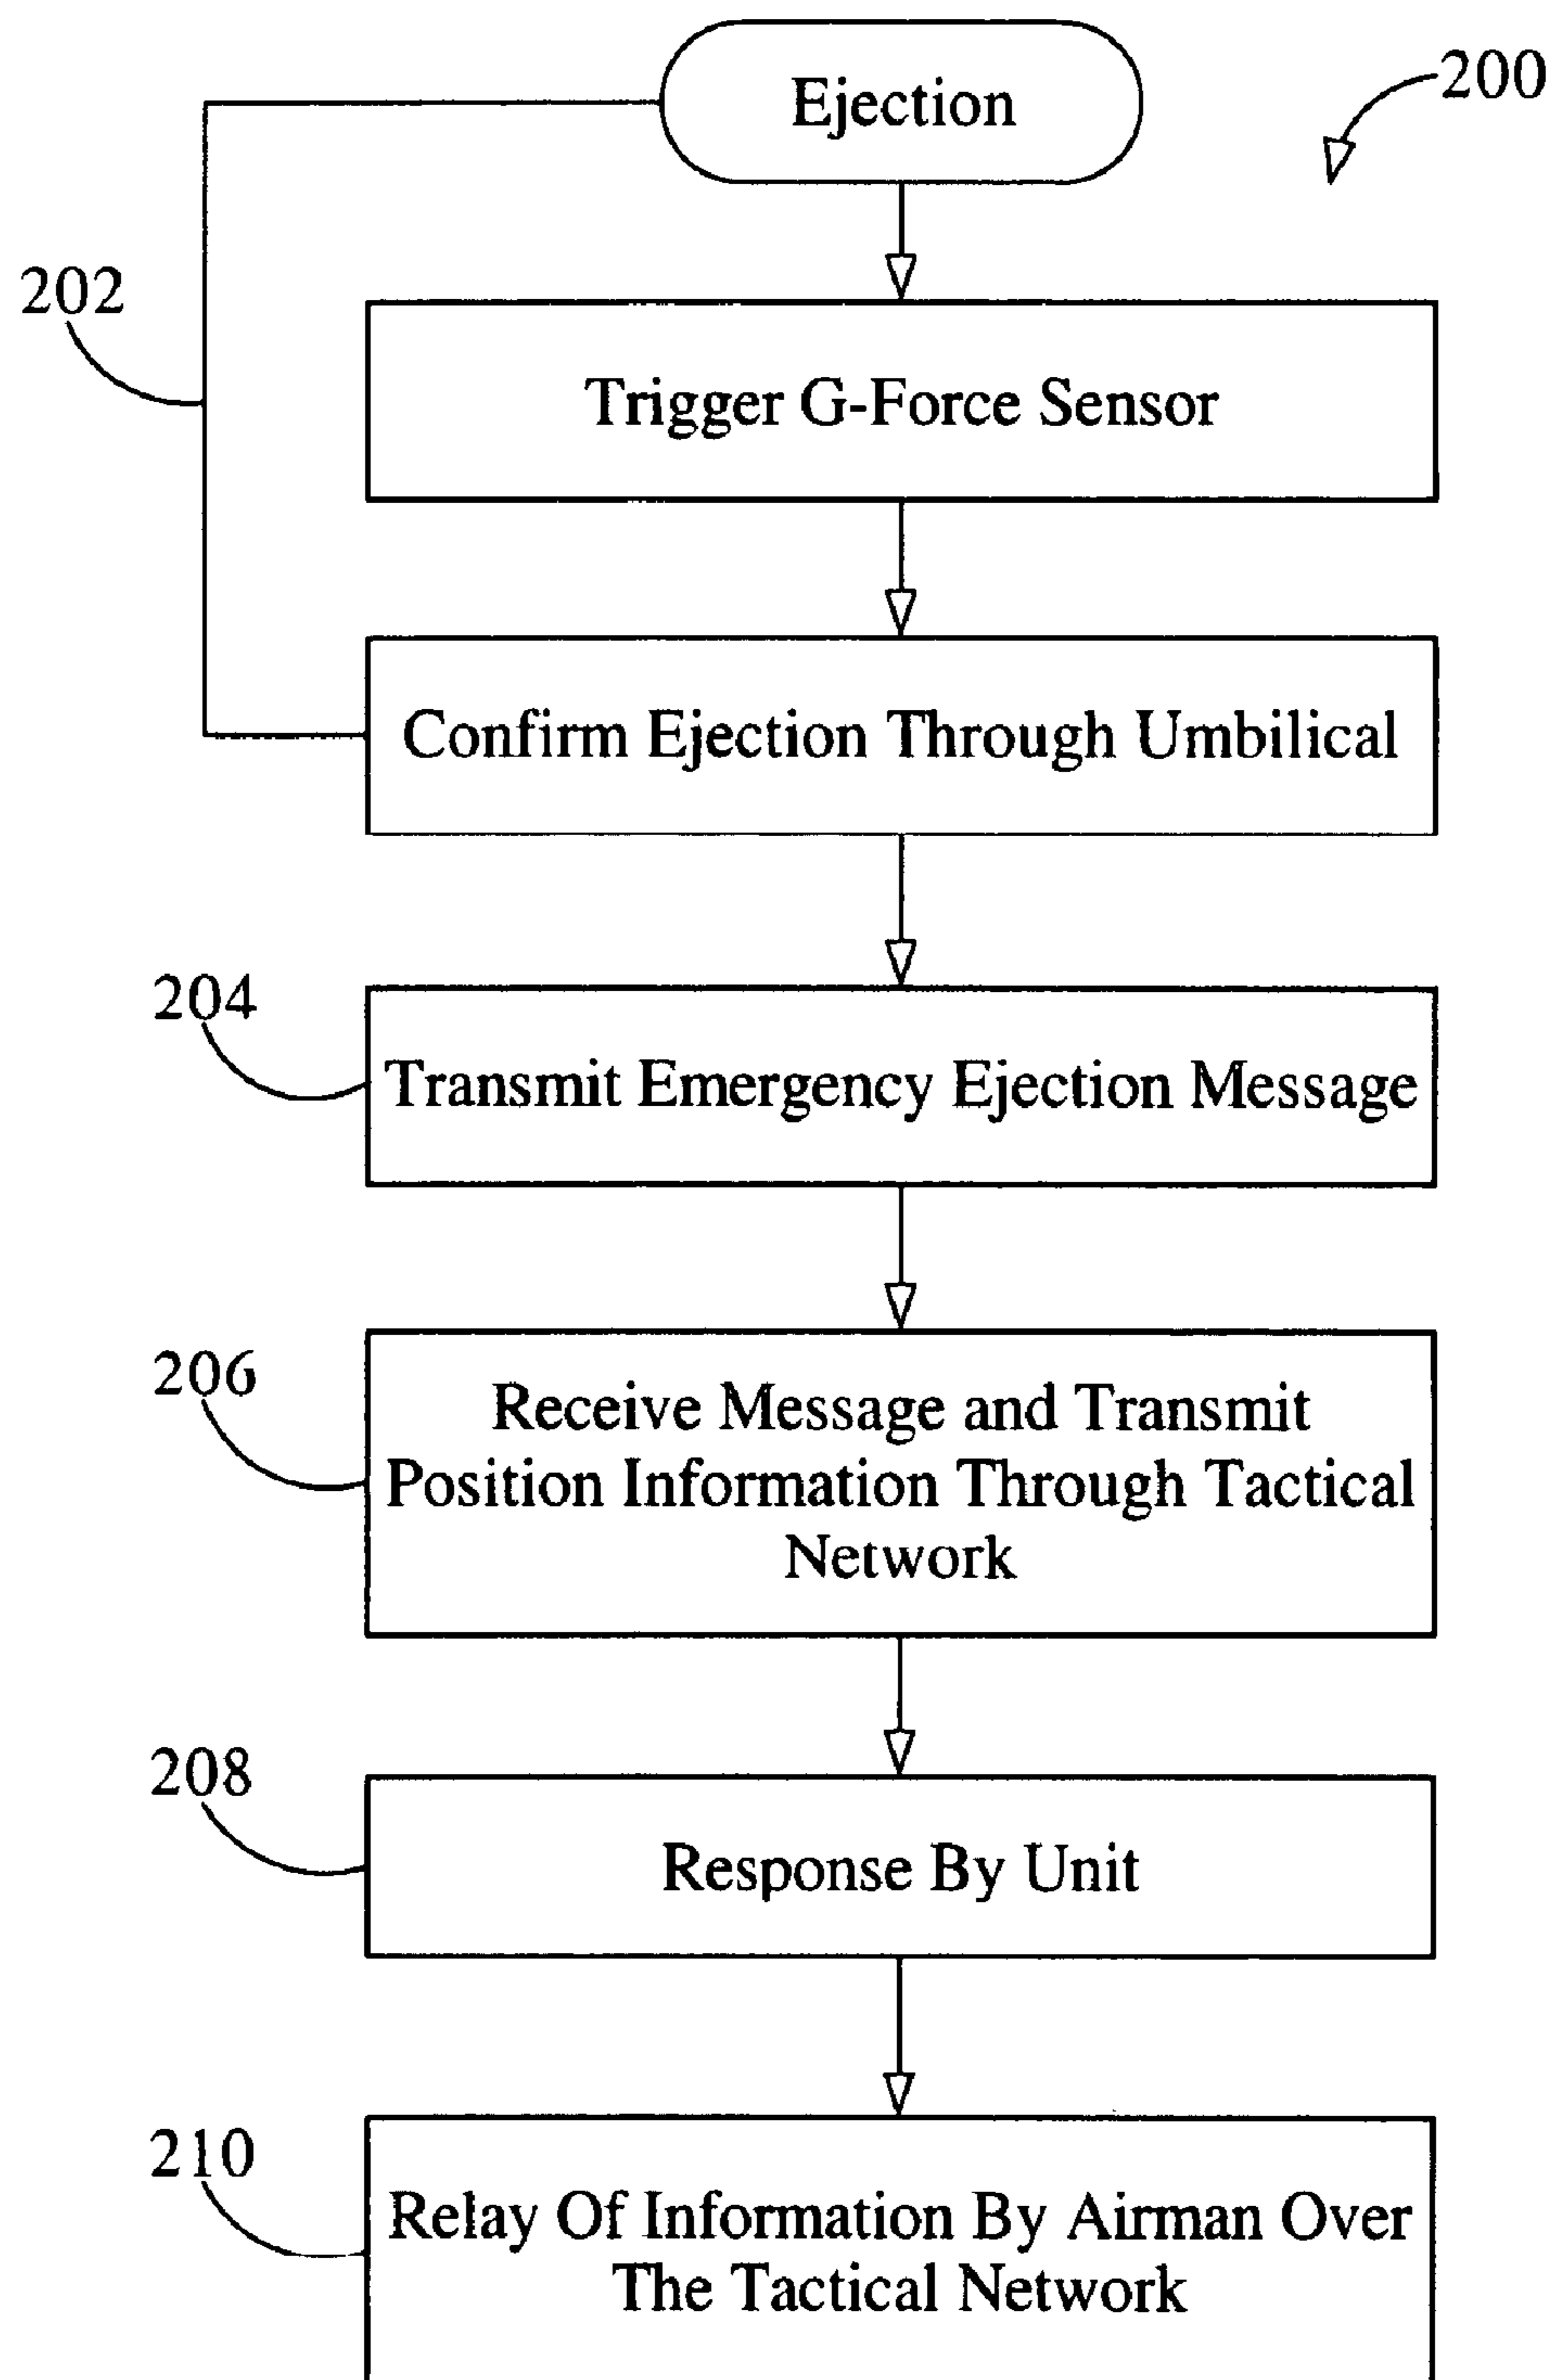 Ejection
200
202
Trigger G-Force Sensor
Confirm Ejection Through Umbilical
204
Transmit Emergency Ejection Message
206
Receive Message and Transmit
Position Information Through Tactical
Network
208
Response By Unit
210
Relay Of Information By Airman Over
The Tactical Network